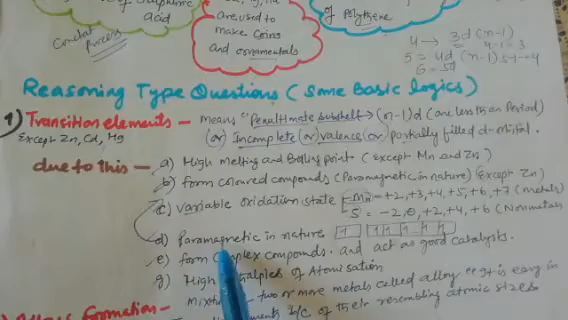 acid
Contact process
are used to
make Coins
and ornamentals
of Polythene
4 → 3d (n-1)
4-1=3
5 = 4d (n-1) 5-1--4
6 = 5d
Reasoning Type Questions (Some Basic logics)
1) Transition elements – means "Penaltimate subshell → (n-1)d (one less than Period)
Except Zn, Cd, Hg
(or) Incomplete (or) valence (or) partially filled d-orbital.
due to this – a) High melting and Boiling point (Except Mn and Zn)
b) form coloured compounds (Paramagnetic in nature) (Except Zn)
c) variable oxidation state Mn = +2,+3,+4,+5,+6,+7 (metals)
S = -2,0,+2,+4,+6 (Nonmetals
d) Paramagnetic in nature
e) form complex compounds. and act as good catalysts.
g) High of Atomisation
2) Alloys Formation – two or more metals called alloy easy in
b/c of their resembling atomic sizes